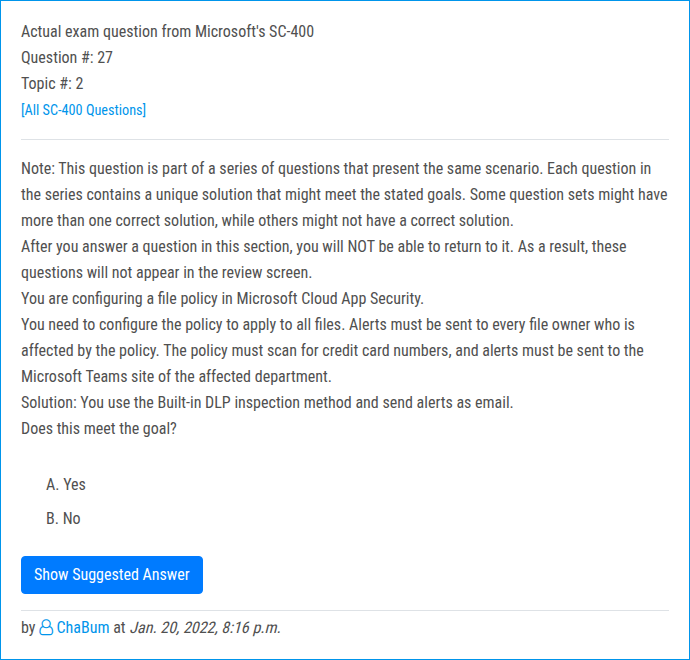 Actual exam question from Microsoft's SC-400
Question #: 27
Topic #: 2
[All SC-400 Questions]
Note: This question is part of a series of questions that present the same scenario. Each question in
the series contains a unique solution that might meet the stated goals. Some question sets might have
more than one correct solution, while others might not have a correct solution.
After you answer a question in this section, you will NOT be able to return to it. As a result, these
questions will not appear in the review screen.
You are configuring a file policy in Microsoft Cloud App Security.
You need to configure the policy to apply to all files. Alerts must be sent to every file owner who is
affected by the policy. The policy must scan for credit card numbers, and alerts must be sent to the
Microsoft Teams site of the affected department.
Solution: You use the Built-in DLP inspection method and send alerts as email.
Does this meet the goal?
A. Yes
B. No
Show Suggested Answer
by ChaBum at Jan. 20, 2022, 8:16 p.m.